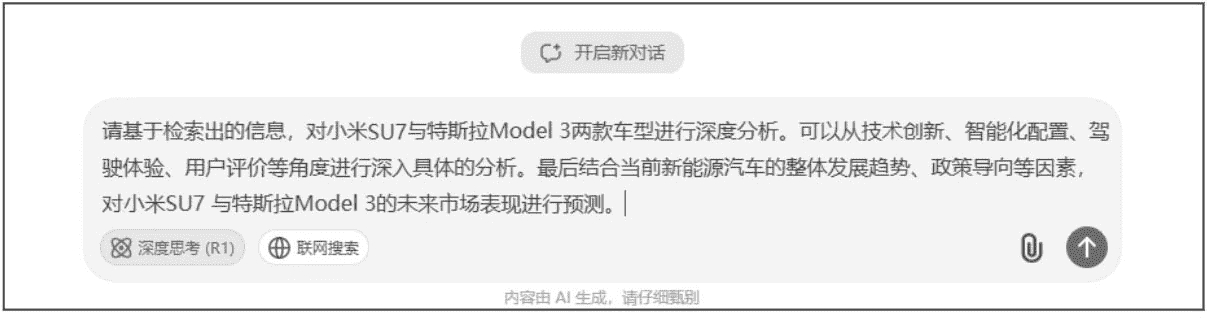 开启新对话
请基于检索出的信息，对小米SU7与特斯拉Model 3两款车型进行深度分析。可以从技术创新、智能化配置、驾
驶体验、用户评价等角度进行深入具体的分析。最后结合当前新能源汽车的整体发展趋势、政策导向等因素，
对小米SU7 与特斯拉Model 3的未来市场表现进行预测。
深度思考 (R1) 联网搜索
内容由 AI 生成，请仔细甄别